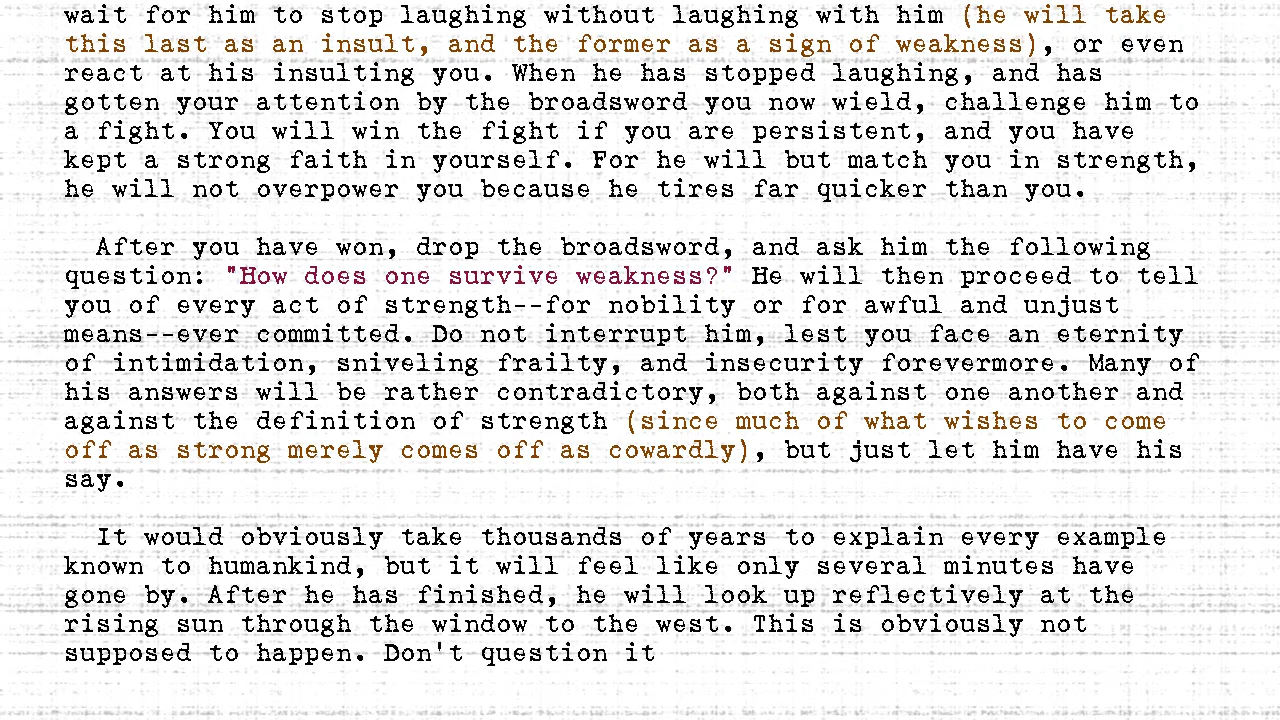 wait for him to stop laughing without laughing with him (he will take
this last as an insult, and the former as a sign of weakness), or even
react at his insulting you. When he has stopped laughing, and has
gotten your attention by the broadsword you now wield, challenge him to
a fight. You will win the fight if you are persistent, and you have
kept a strong faith in yourself. For he will but match you in strength,
he will not overpower you because he tires far quicker than you.
After you have won, drop the broadsword, and ask him the following
question: "How does one survive weakness?" He will then proceed to tell
you of every act of strength--for nobility or for awful and unjust
means--ever committed. Do not interrupt him, lest you face an eternity
of intimidation, sniveling frailty, and insecurity forevermore. Many of
his answers will be rather contradictory, both against one another and
against the definition of strength (since much of what wishes to come
off as strong merely comes off as cowardly), but just let him have his
say.
It would obviously take thousands of years to explain every example
known to humankind, but it will feel like only several minutes have
gone by. After he has finished, he will look up reflectively at the
rising sun through the window to the west. This is obviously not
supposed to happen. Don't question it